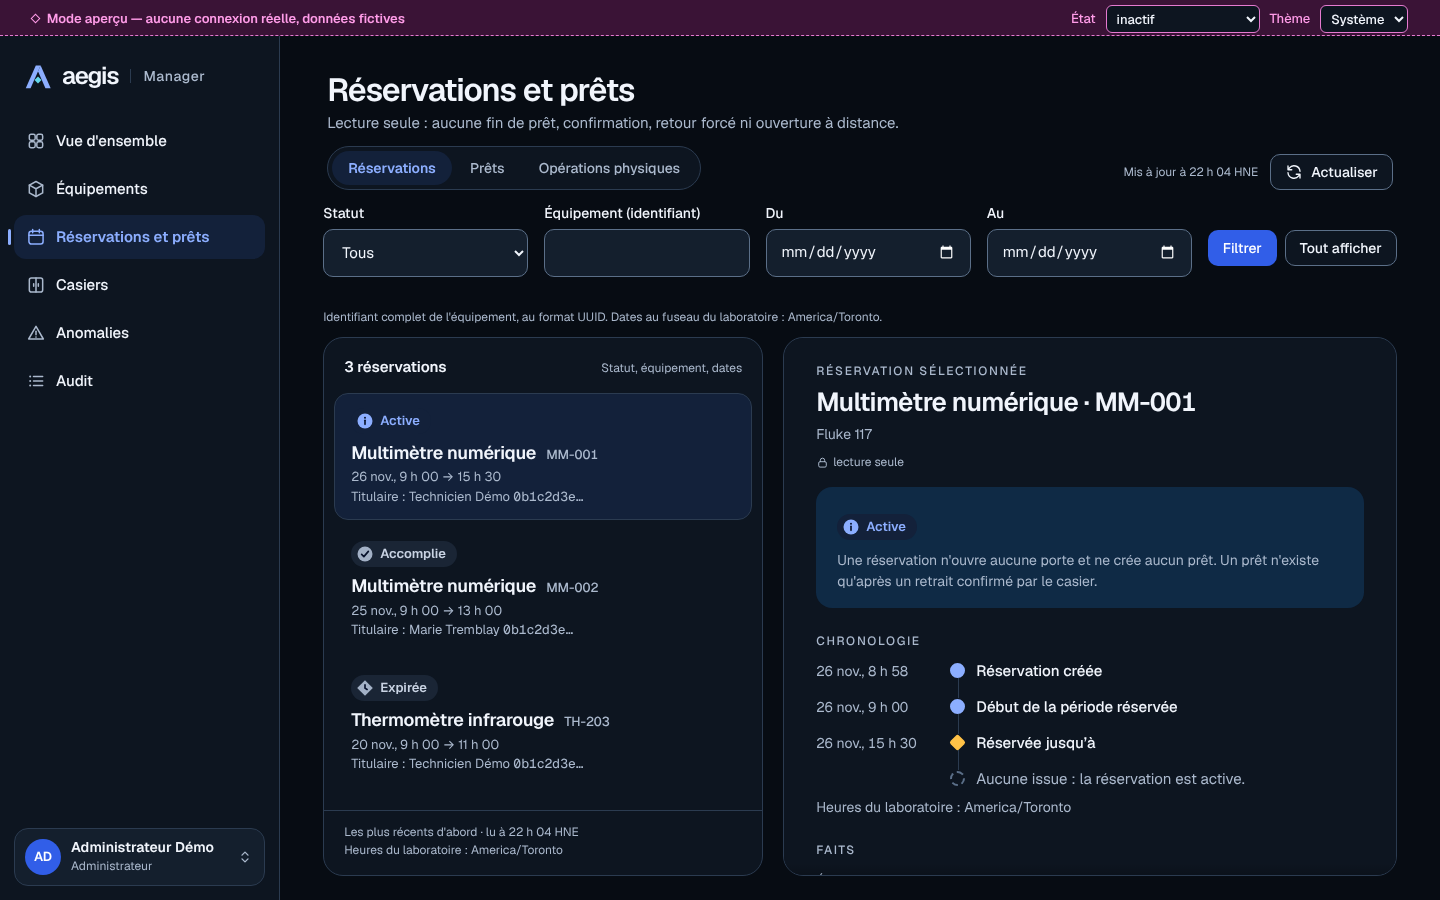 Mode aperçu — aucune connexion réelle, données fictives
État
inactif
Thème
Système
aegis
Manager
Vue d'ensemble
Équipements
Réservations et prêts
Casiers
Anomalies
Audit
AD
Administrateur Démo
Administrateur
Réservations et prêts
Lecture seule : aucune fin de prêt, confirmation, retour forcé ni ouverture à distance.
Réservations
Prêts
Opérations physiques
Mis à jour à 22 h 04 HNE
Actualiser
Statut
Équipement (identifiant)
Du
Au
Tous
mm/dd/yyyy
mm/dd/yyyy
Filtrer
Tout afficher
Identifiant complet de l'équipement, au format UUID. Dates au fuseau du laboratoire : America/Toronto.
3 réservations
Statut, équipement, dates
Active
Multimètre numérique MM-001
26 nov., 9 h 00 → 15 h 30
Titulaire : Technicien Démo 0b1c2d3e…
Accomplie
Multimètre numérique MM-002
25 nov., 9 h 00 → 13 h 00
Titulaire : Marie Tremblay 0b1c2d3e…
Expirée
Thermomètre infrarouge TH-203
20 nov., 9 h 00 → 11 h 00
Titulaire : Technicien Démo 0b1c2d3e…
Les plus récents d'abord · lu à 22 h 04 HNE
Heures du laboratoire : America/Toronto
RÉSERVATION SÉLECTIONNÉE
Multimètre numérique · MM-001
Fluke 117
lecture seule
Active
Une réservation n'ouvre aucune porte et ne crée aucun prêt. Un prêt n'existe
qu'après un retrait confirmé par le casier.
CHRONOLOGIE
26 nov., 8 h 58
Réservation créée
26 nov., 9 h 00
Début de la période réservée
26 nov., 15 h 30
Réservée jusqu'à
Aucune issue : la réservation est active.
Heures du laboratoire : America/Toronto
FAITS